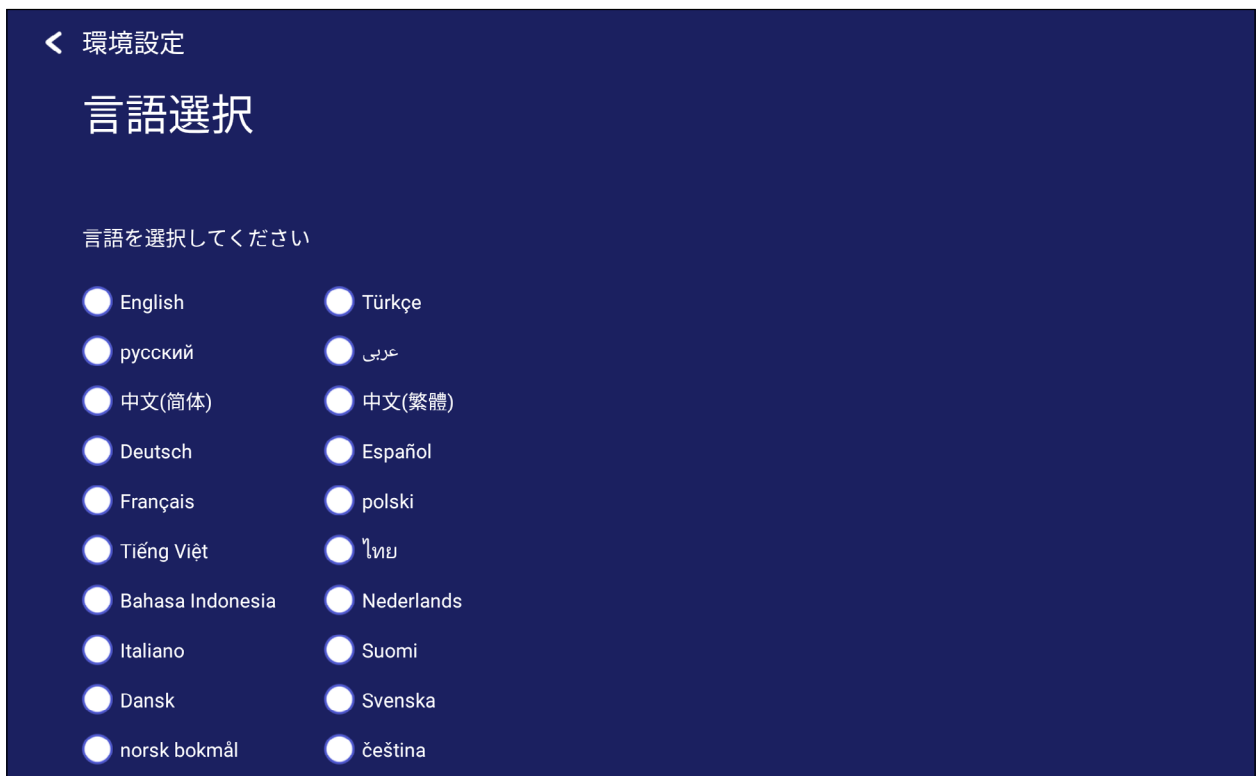 環境設定
言語選択
言語を選択してください
English Türkçe
русский عربى
中文(简体) 中文(繁體)
Deutsch Español
Français polski
Tiếng Việt ไทย
Bahasa Indonesia Nederlands
Italiano Suomi
Dansk Svenska
norsk bokmål čeština